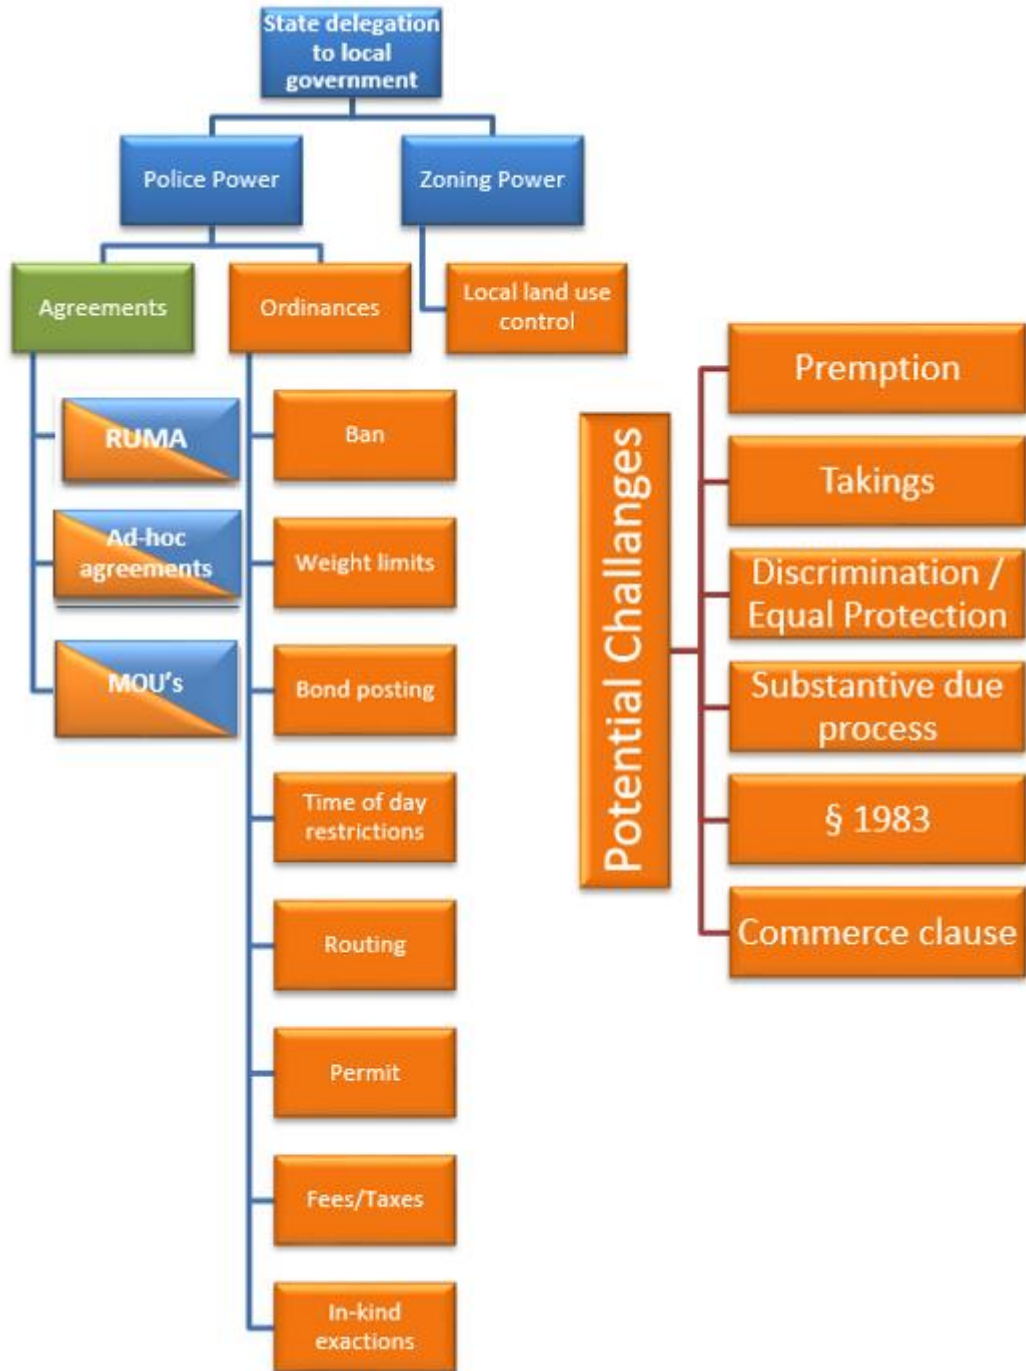 State delegation
to local
government
Police Power
Zoning Power
Agreements
Ordinances
Local land use
control
RUMA
Ad-hoc
agreements
MOU's
Ban
Weight limits
Bond posting
Time of day
restrictions
Routing
Permit
Fees/Taxes
In-kind
exactions
Potential Challanges
Premption
Takings
Discrimination /
Equal Protection
Substantive due
process
§ 1983
Commerce clause